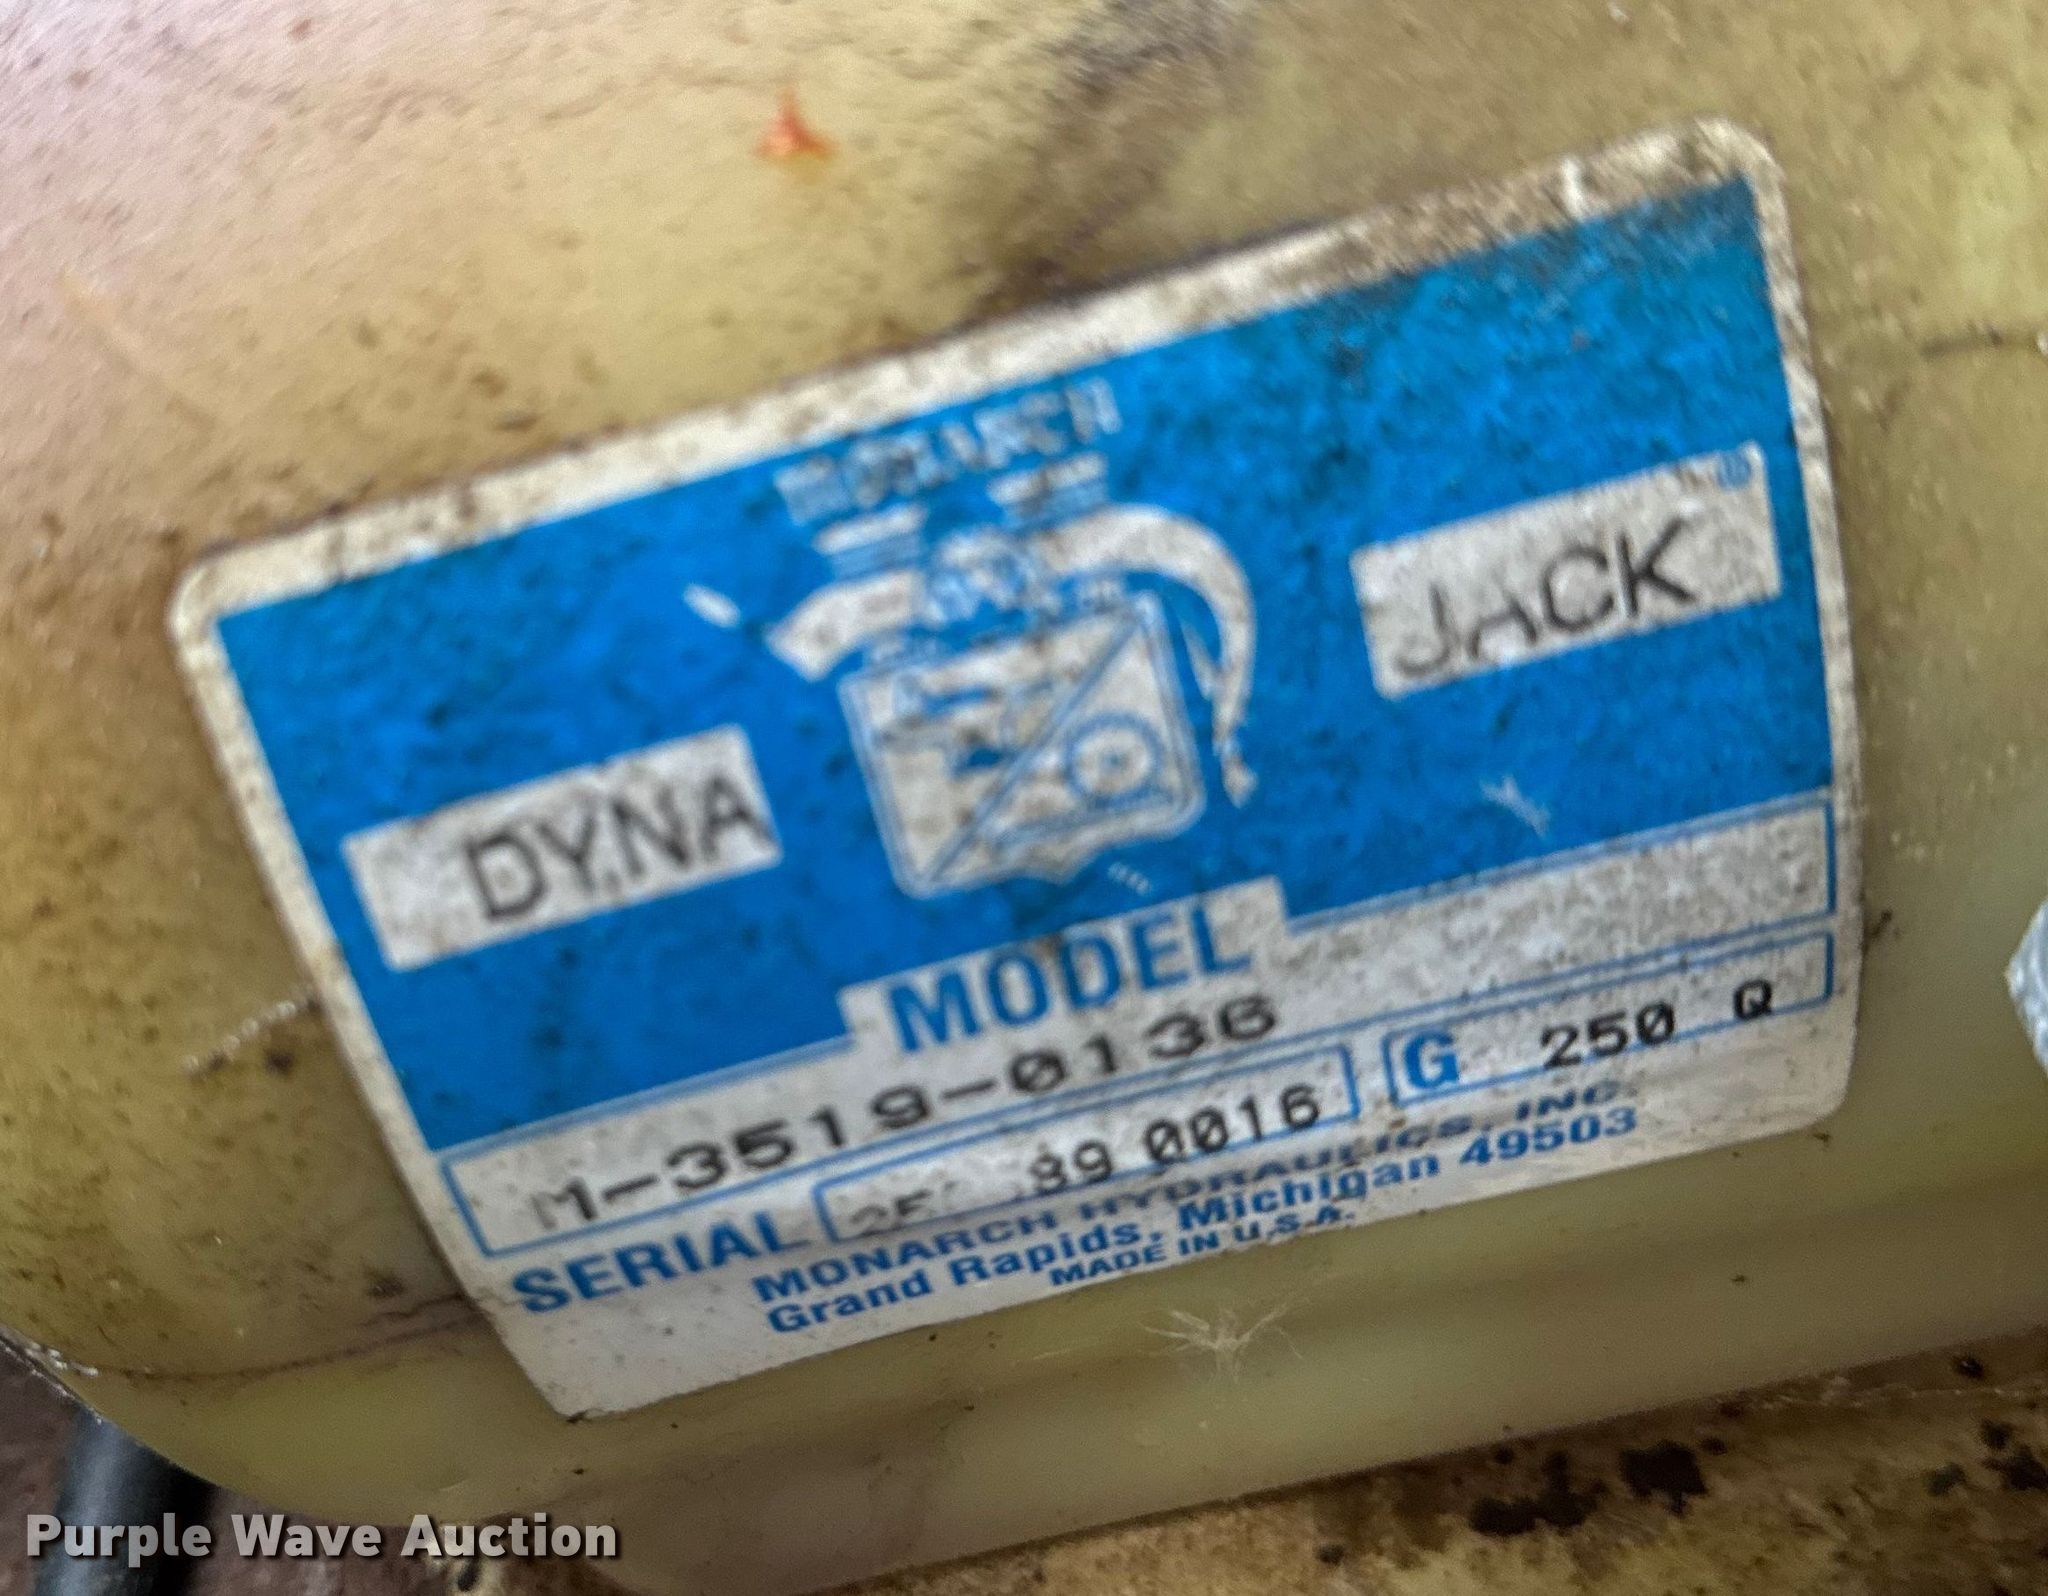 MONARCH
DYNA JACK®
MODEL
M-3519-0136
SERIAL 89 0016 G 250 Q
MONARCH HYDRAULICS, INC.
Grand Rapids, Michigan 49503
MADE IN U.S.A.
Purple Wave Auction